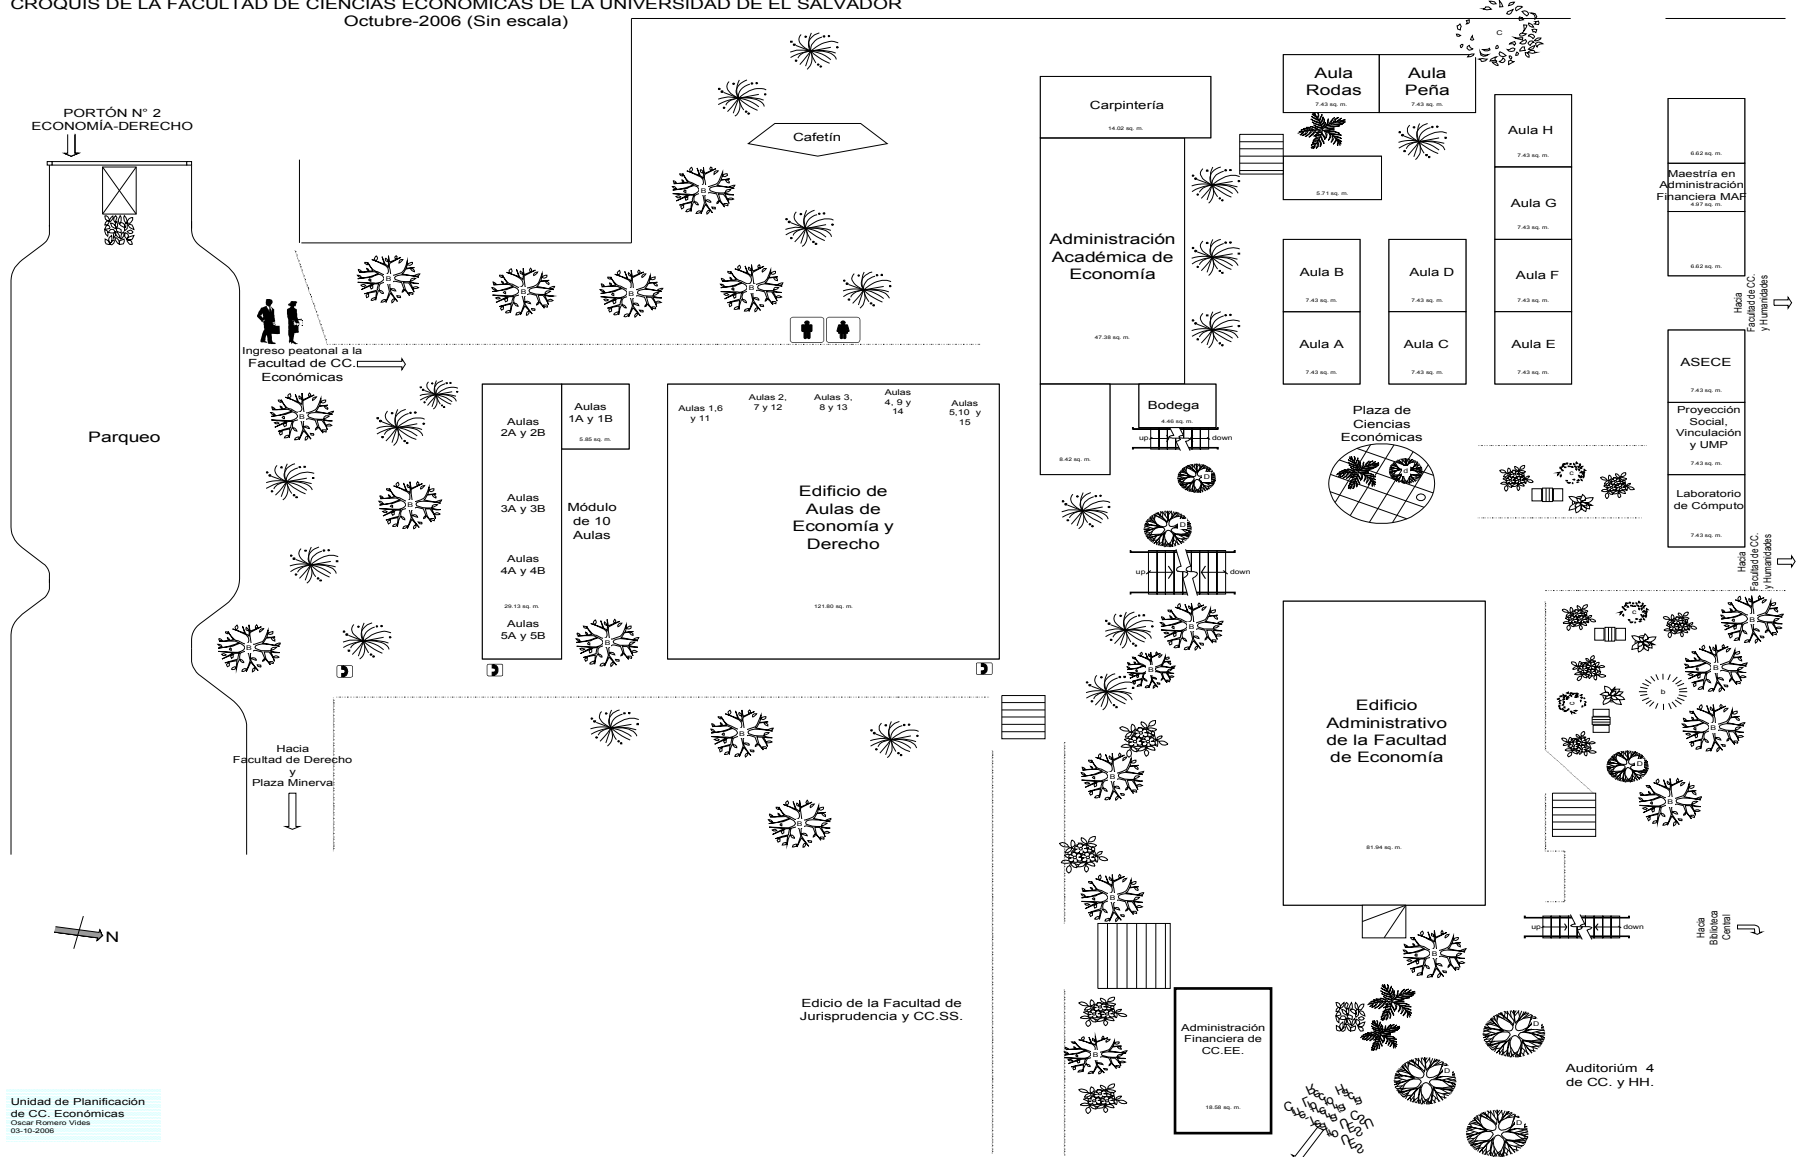 CROQUIS DE LA FACULTAD DE CIENCIAS ECONÓMICAS DE LA UNIVERSIDAD DE EL SALVADOR
Octubre-2006 (Sin escala)
PORTÓN N° 2
ECONOMÍA-DERECHO
Parqueo
Ingreso peatonal a la
Facultad de CC.
Económicas
Hacia
Facultad de Derecho
y
Plaza Minerva
N
Unidad de Planificación
de CC. Económicas
Oscar Romero Vides
03-10-2006
Cafetín
Aulas
2A y 2B
Aulas
1A y 1B
5.85 sq. m.
Aulas
3A y 3B
Módulo
de 10
Aulas
Aulas
4A y 4B
29.13 sq. m.
Aulas
5A y 5B
Aulas 1,6
y 11
Aulas 2,
7 y 12
Aulas 3,
8 y 13
Aulas
4, 9 y
14
Aulas
5,10 y
15
Edificio de
Aulas de
Economía y
Derecho
121.80 sq. m.
Edicio de la Facultad de
Jurisprudencia y CC.SS.
Carpintería
14.02 sq. m.
Administración
Académica de
Economía
47.38 sq. m.
8.42 sq. m.
Bodega
4.46 sq. m.
up
down
up
down
Aula
Rodas
7.43 sq. m.
Aula
Peña
7.43 sq. m.
5.71 sq. m.
Aula H
7.43 sq. m.
Aula G
7.43 sq. m.
Aula B
7.43 sq. m.
Aula D
7.43 sq. m.
Aula F
7.43 sq. m.
Aula A
7.43 sq. m.
Aula C
7.43 sq. m.
Aula E
7.43 sq. m.
Plaza de
Ciencias
Económicas
6.62 sq. m.
Maestría en
Administración
Financiera MAF
4.87 sq. m.
6.62 sq. m.
Hacia
Facultad de CC.
y Humanidades
ASECE
7.43 sq. m.
Proyección
Social,
Vinculación
y UMP
7.43 sq. m.
Laboratorio
de Cómputo
7.43 sq. m.
Hacia
Facultad de CC.
y Humanidades
Edificio
Administrativo
de la Facultad
de Economía
81.94 sq. m.
up
down
Hacia
Biblioteca
Central
Administración
Financiera de
CC.EE.
18.58 sq. m.
Auditoriúm 4
de CC. y HH.